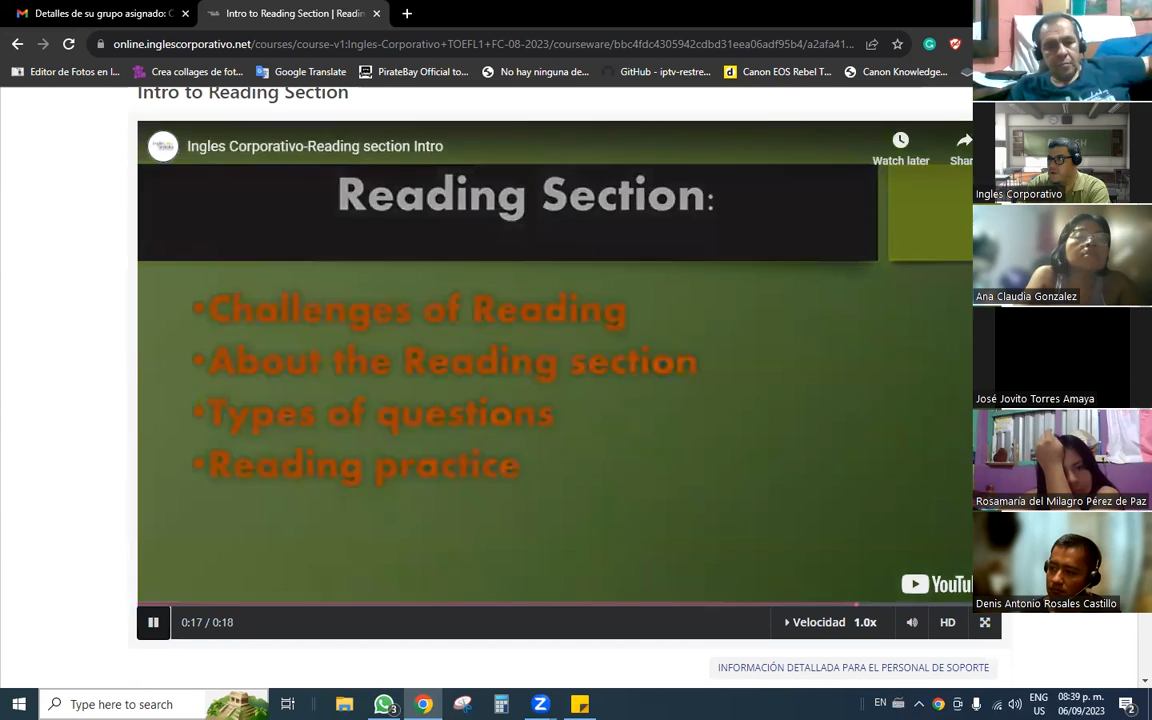 Detalles de su grupo asignado: C
Intro to Reading Section | Readin
online.inglescorporativo.net/courses/course-v1:Ingles-Corporativo+TOEFL1+FC-08-2023/courseware/bbc4fdc4305942cdbd31eea06adf95b4/a2afa41...
Editor de Fotos en l...
Crea collages de fot...
Google Translate
PirateBay Official to...
No hay ninguna de...
GitHub - iptv-restre...
Canon EOS Rebel T...
Canon Knowledge...
Intro to Reading Section
Ingles Corporativo-Reading section Intro
Watch later
Shar
Reading Section:
•Challenges of Reading
•About the Reading section
•Types of questions
•Reading practice
YouTu
0:17 / 0:18
Velocidad 1.0x
HD
INFORMACIÓN DETALLADA PARA EL PERSONAL DE SOPORTE
Ingles Corporativo
Ana Claudia Gonzalez
José Jovito Torres Amaya
Rosamaría del Milagro Pérez de Paz
Denis Antonio Rosales Castillo
Type here to search
3
EN
ENG
US
08:39 p. m.
06/09/2023
2